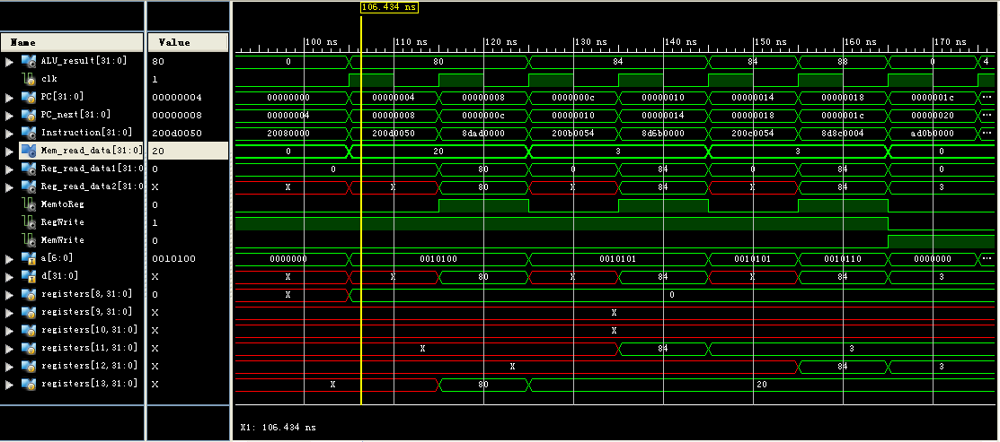 106.434 ns
Name Value 100 ns 110 ns 120 ns 130 ns 140 ns 150 ns 160 ns 170 ns
ALU_result[31:0] 80 0 80 84 84 88 0 4
clk 1
PC[31:0] 00000004 00000000 00000004 00000008 0000000c 00000010 00000014 00000018 0000001c ...
PC_next[31:0] 00000008 00000004 00000008 0000000c 00000010 00000014 00000018 0000001c 00000020 ...
Instruction[31:0] 200d0050 20080000 200d0050 8dad0000 200b0054 8d6b0000 200c0054 8d8c0004 ad0b0000 ...
Mem_read_data[31:0] 20 0 20 3 3 0
Reg_read_data1[31:0] 0 0 80 0 84 0 84 0
Reg_read_data2[31:0 X X X 80 X 84 X 84 3
MemtoReg 0
RegWrite 1
MemWrite 0
a[6:0] 0010100 0000000 0010100 0010101 0010101 0010110 0000000 ...
d[31:0] X X X 80 X 84 X 84 3
registers[8,31:0] 0 X 0
registers[9,31:0] X X
registers[10,31:0] X X
registers[11,31:0] X X 84 3
registers[12,31:0] X X 84 3
registers[13,31:0] X X 80 20
X1: 106.434 ns